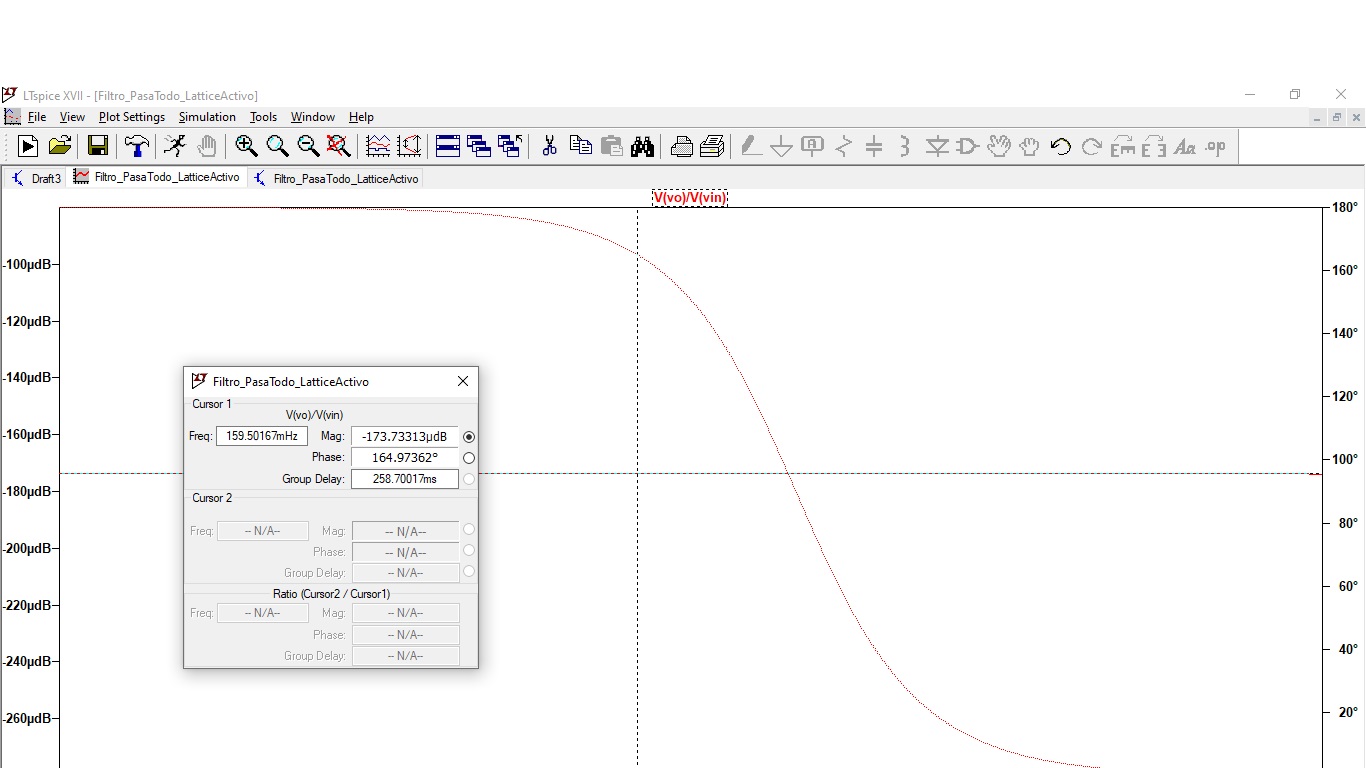 LTspice XVII - [Filtro_PasaTodo_LatticeActivo]
File View Plot Settings Simulation Tools Window Help
A Aa .op
Draft3 Filtro_PasaTodo_LatticeActivo Filtro_PasaTodo_LatticeActivo
V(vo)/V(vin)
180°
-100µdB 160°
-120µdB 140°
-140µdB 120°
-160µdB 100°
-180µdB 80°
-200µdB 60°
-220µdB 40°
-240µdB 20°
-260µdB
Filtro_PasaTodo_LatticeActivo
Cursor 1
V(vo)/V(vin)
Freq: 159.50167mHz Mag: -173.73313µdB
Phase: 164.97362°
Group Delay: 258.70017ms
Cursor 2
Freq: -- N/A-- Mag: -- N/A--
Phase: -- N/A--
Group Delay: -- N/A--
Ratio (Cursor2 / Cursor1)
Freq: -- N/A-- Mag: -- N/A--
Phase: -- N/A--
Group Delay: -- N/A--